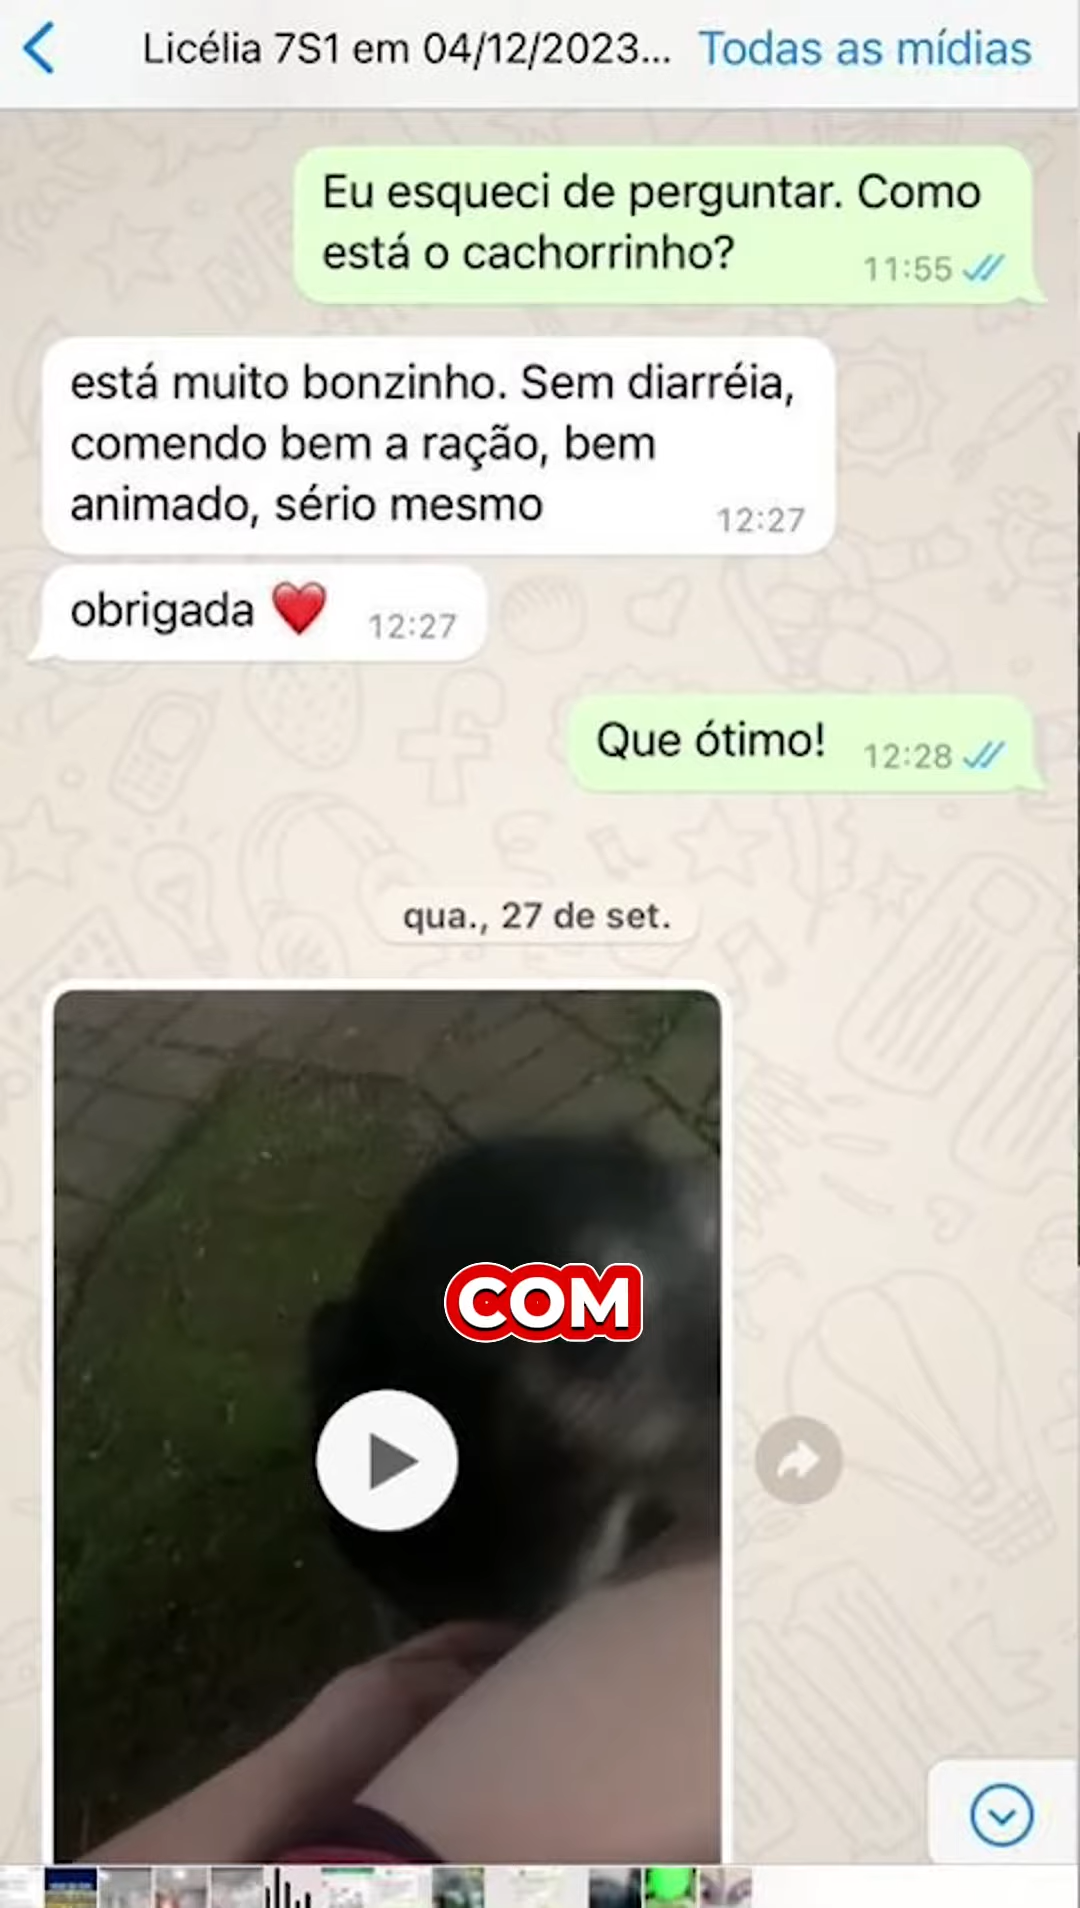 Licélia 7S1 em 04/12/2023... Todas as mídias
Eu esqueci de perguntar. Como
está o cachorrinho?
11:55
está muito bonzinho. Sem diarréia,
comendo bem a ração, bem
animado, sério mesmo
12:27
obrigada ❤️ 12:27
Que ótimo! 12:28
qua., 27 de set.
COM